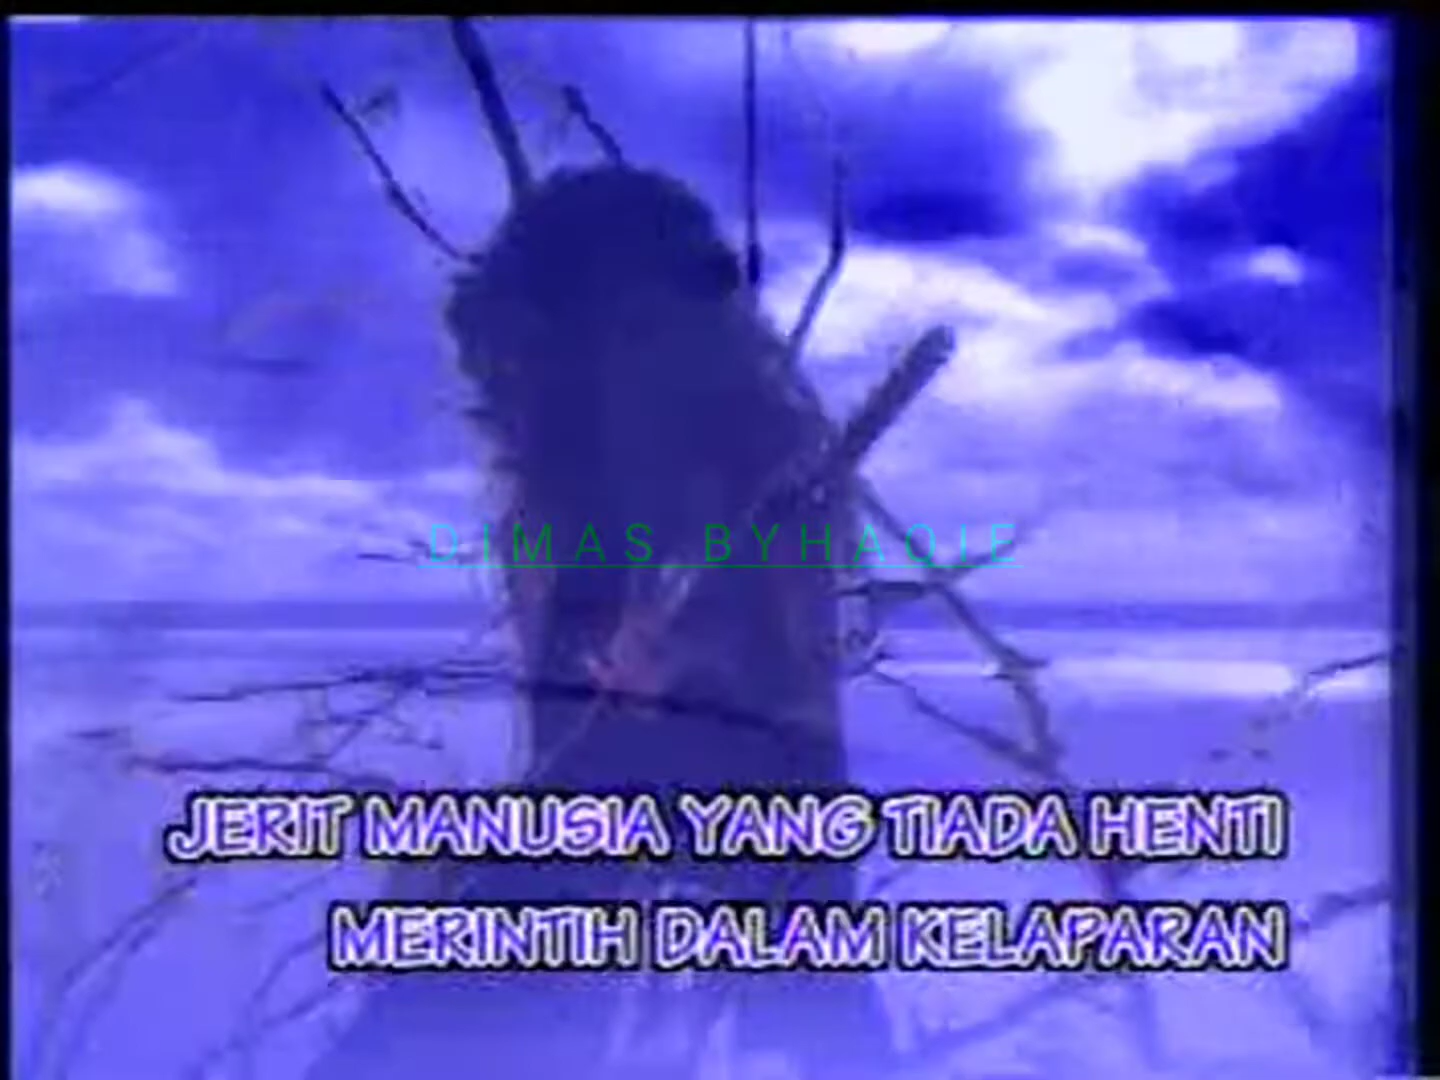 DIMAS BYHAQIE
JERIT MANUSIA YANG TIADA HENTI
MERINTIH DALAM KELAPARAN